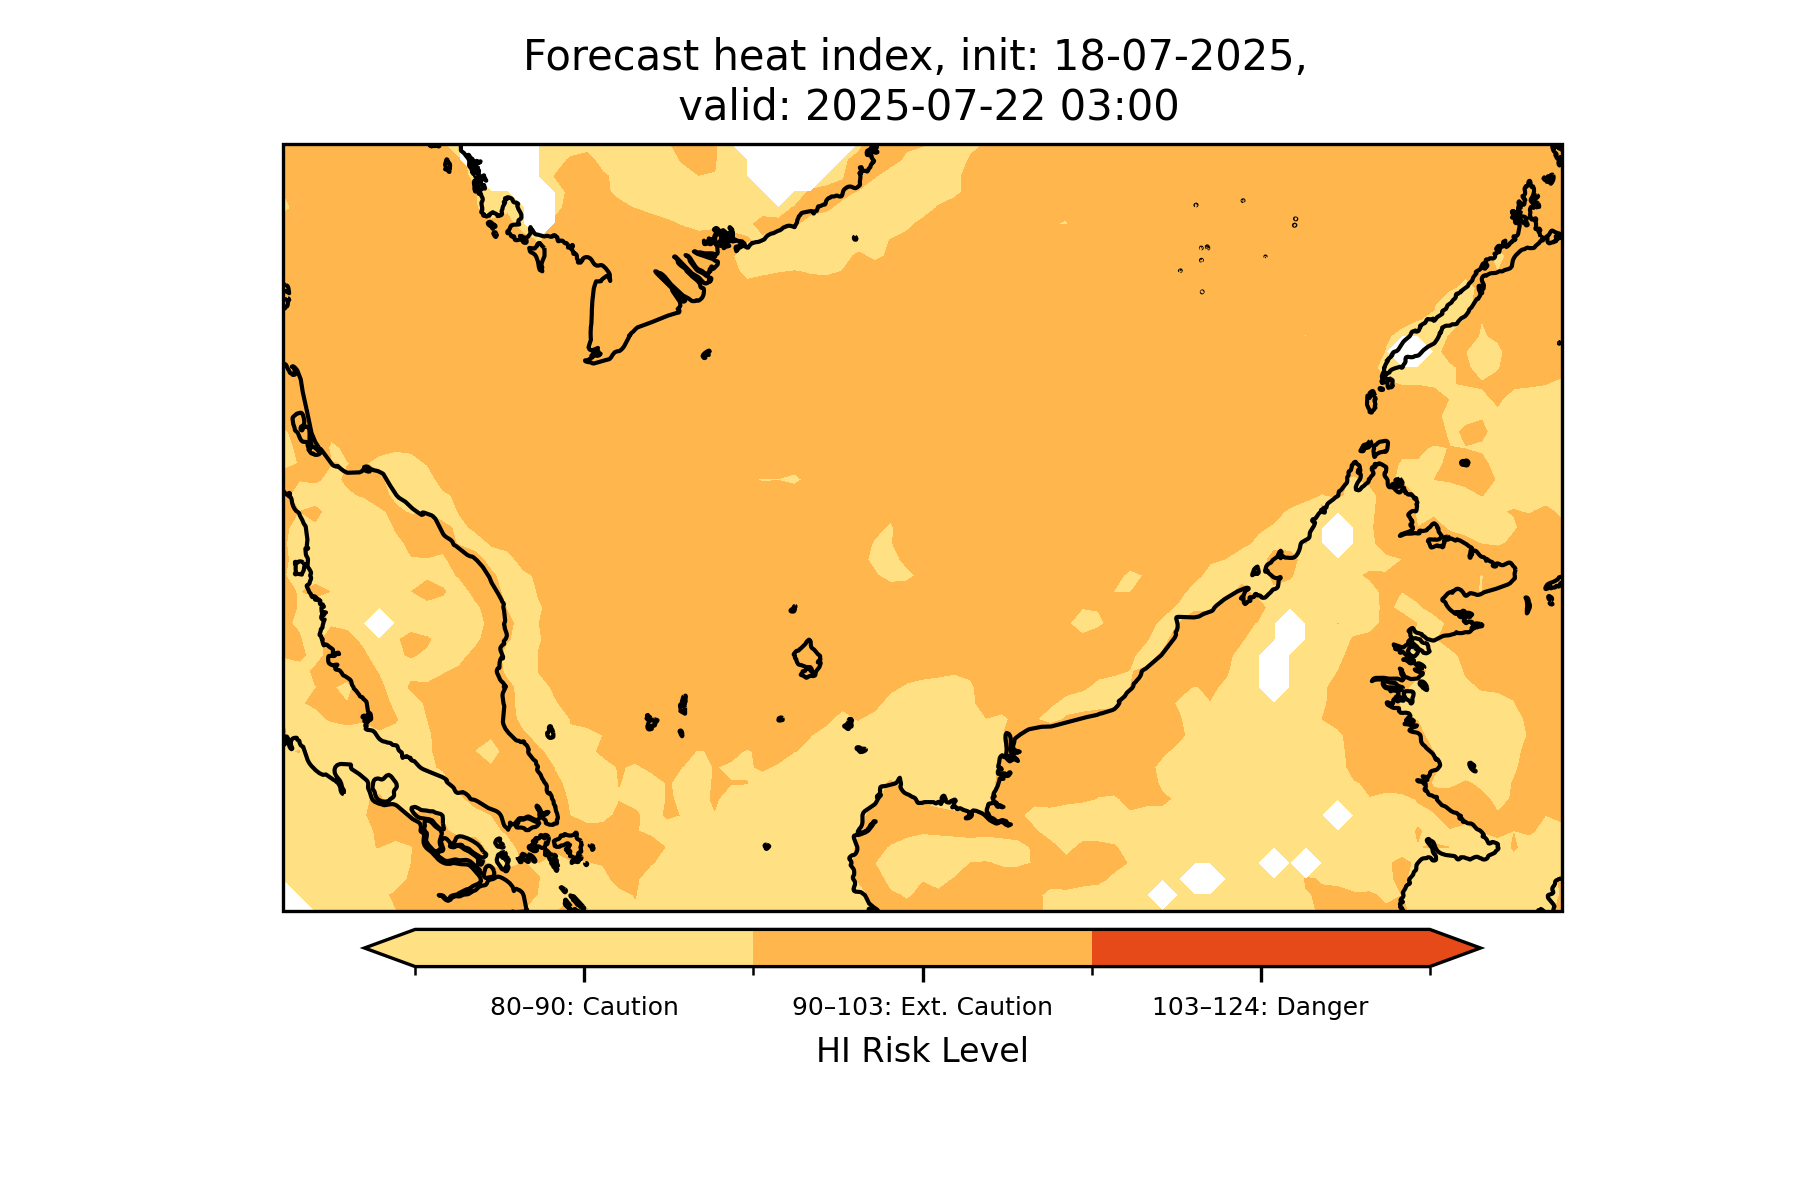 Forecast heat index, init: 18-07-2025,
valid: 2025-07-22 03:00
80–90: Caution
90–103: Ext. Caution
103–124: Danger
HI Risk Level